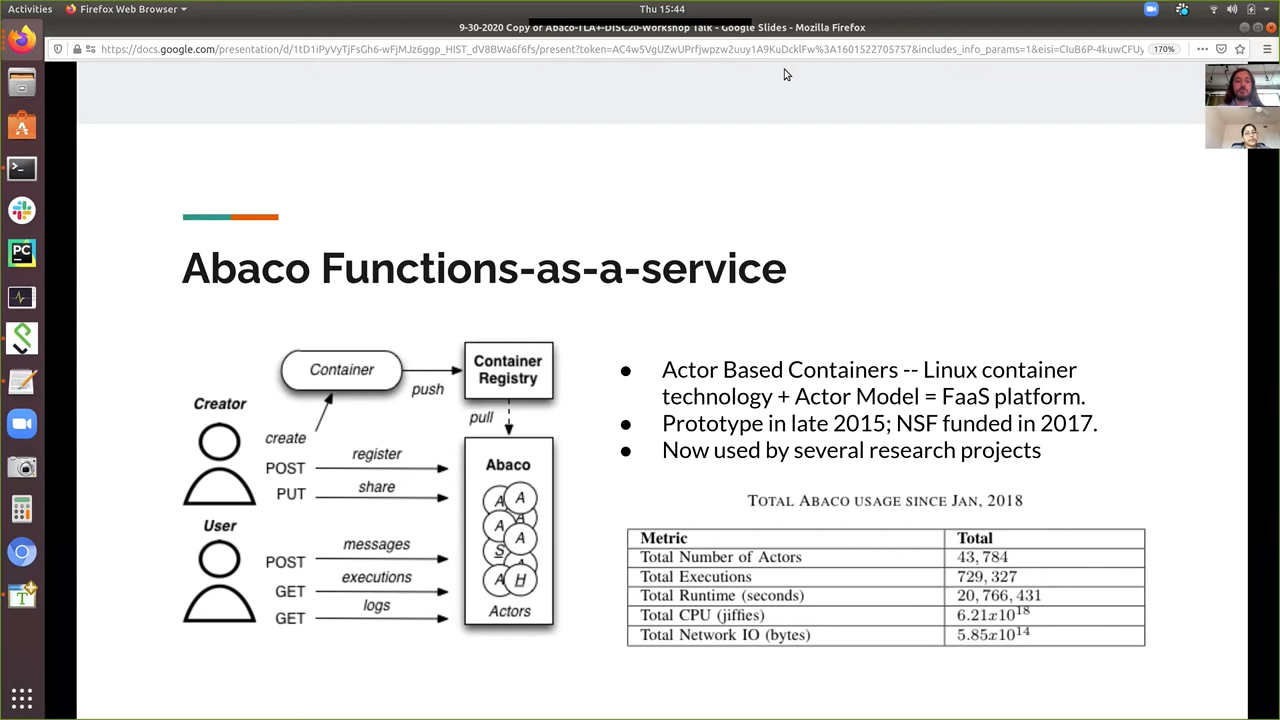 Activities
Firefox Web Browser
Thu 15:44
9-30-2020 Copy of Abaco-TLA+-DISC20-Workshop Talk - Google Slides - Mozilla Firefox
170%
Abaco Functions-as-a-service
Container
push
Container
Registry
pull
Creator
create
POST
register
PUT
share
User
POST
messages
GET
executions
GET
logs
Abaco
A
A
A
A
A
S
A
A
H
Actors
● Actor Based Containers -- Linux container
technology + Actor Model = FaaS platform.
● Prototype in late 2015; NSF funded in 2017.
● Now used by several research projects
TOTAL ABACO USAGE SINCE JAN, 2018
Metric Total
Total Number of Actors 43,784
Total Executions 729,327
Total Runtime (seconds) 20,766,431
Total CPU (jiffies) 6.21x10^18
Total Network IO (bytes) 5.85x10^14
PC